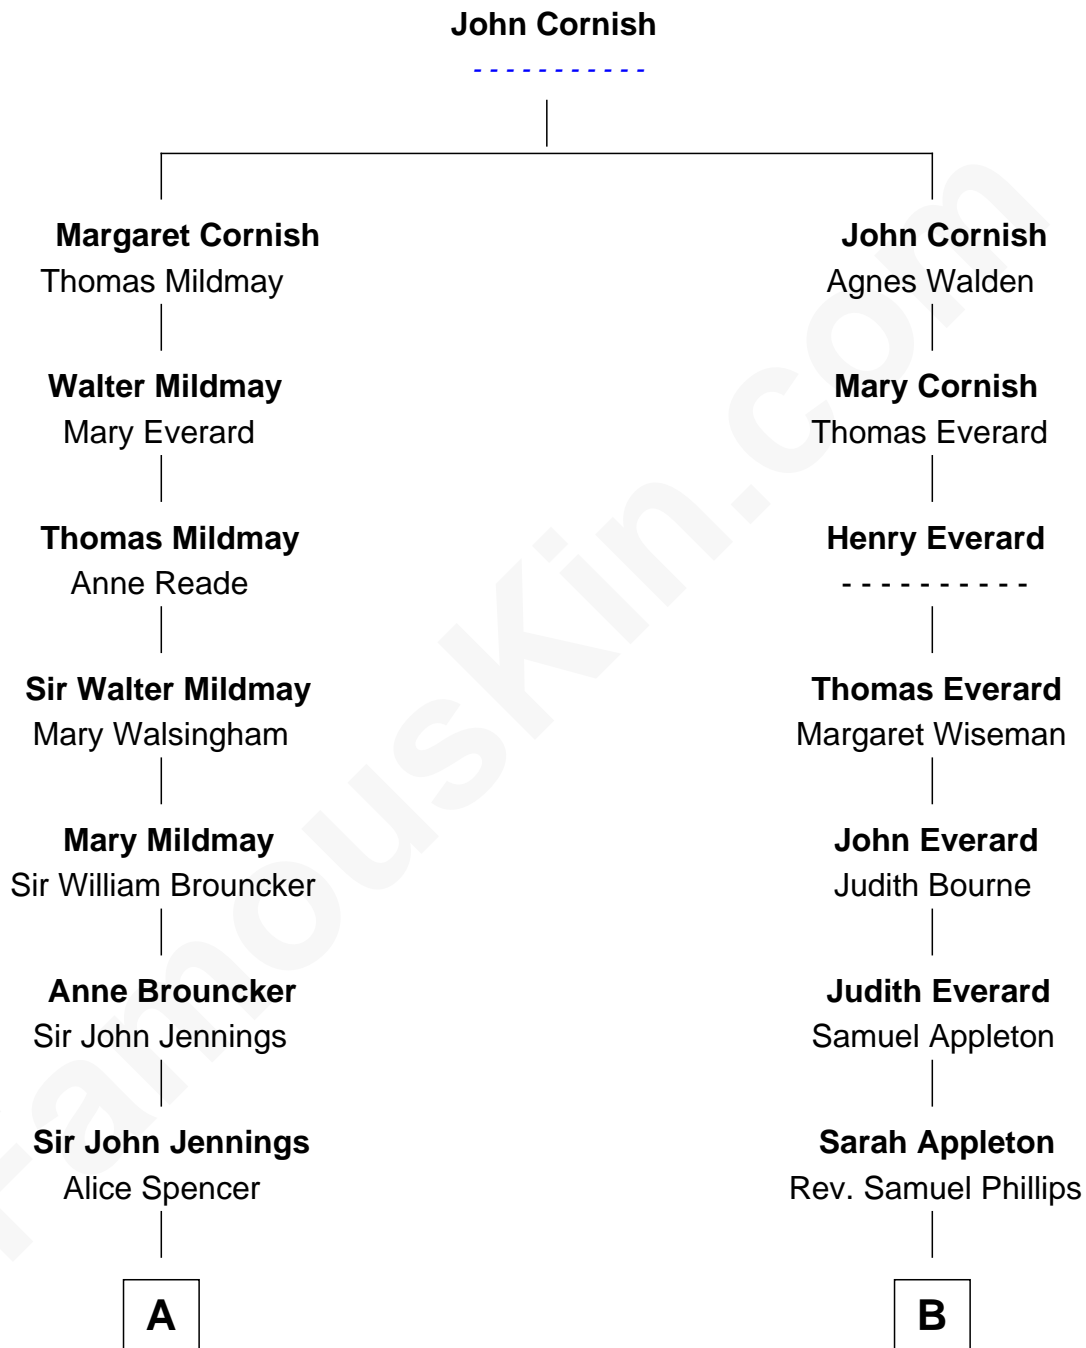 John Cornish
- - - - - - - - - - -
Margaret Cornish
Thomas Mildmay
Walter Mildmay
Mary Everard
Thomas Mildmay
Anne Reade
Sir Walter Mildmay
Mary Walsingham
Mary Mildmay
Sir William Brouncker
Anne Brouncker
Sir John Jennings
Sir John Jennings
Alice Spencer
A
John Cornish
Agnes Walden
Mary Cornish
Thomas Everard
Henry Everard
- - - - - - - - - -
Thomas Everard
Margaret Wiseman
John Everard
Judith Bourne
Judith Everard
Samuel Appleton
Sarah Appleton
Rev. Samuel Phillips
B
FamousKin.com